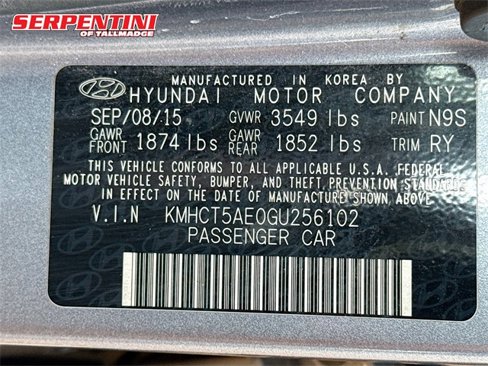 SERPENTINI
OF TALLMADGE
MANUFACTURED IN KOREA BY
HYUNDAI MOTOR COMPANY
SEP/08/15 GVWR 3549 lbs PAINT N9S
GAWR FRONT 1874 lbs GAWR REAR 1852 lbs TRIM RY
THIS VEHICLE CONFORMS TO ALL APPLICABLE U.S.A. FEDERAL
MOTOR VEHICLE SAFETY, BUMPER, AND THEFT PREVENTION STANDARDS
IN EFFECT ON THE DATE OF MANUFACTURE SHOWN ABOVE.
V.I.N KMHCT5AE0GU256102
PASSENGER CAR